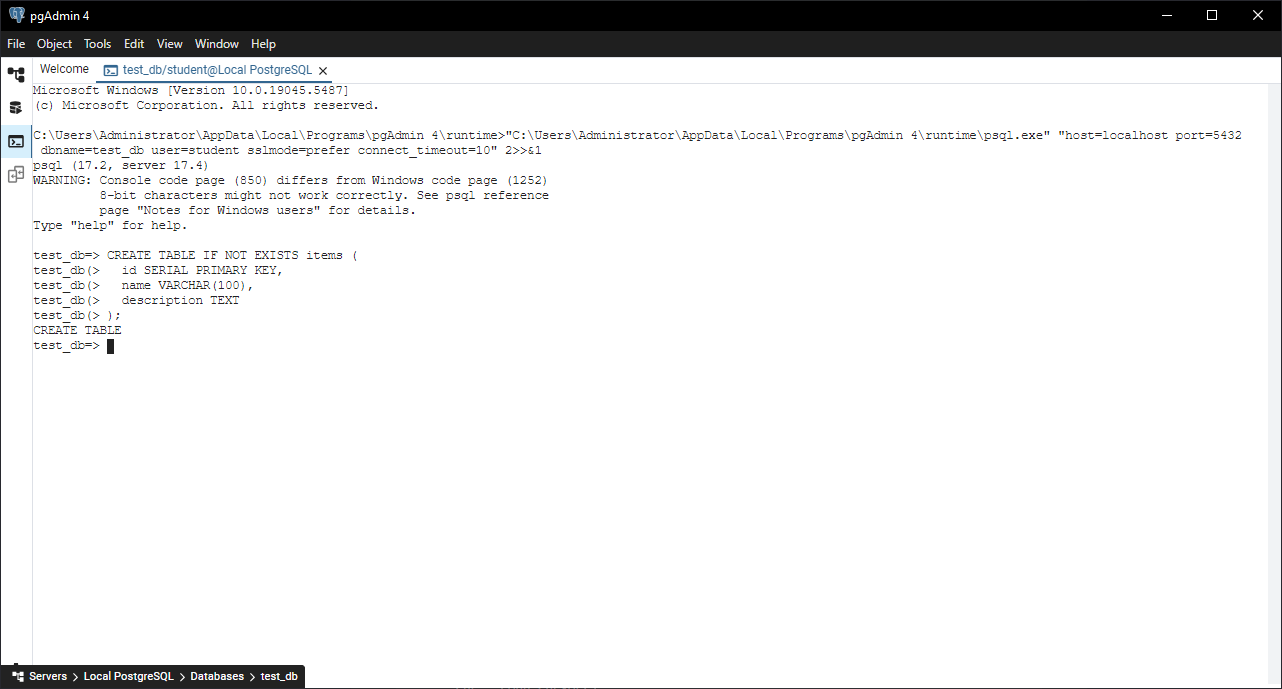 pgAdmin 4
File Object Tools Edit View Window Help
Welcome test_db/student@Local PostgreSQL
Microsoft Windows [Version 10.0.19045.5487]
(c) Microsoft Corporation. All rights reserved.
C:\Users\Administrator\AppData\Local\Programs\pgAdmin 4\runtime>"C:\Users\Administrator\AppData\Local\Programs\pgAdmin 4\runtime\psql.exe" "host=localhost port=5432
dbname=test_db user=student sslmode=prefer connect_timeout=10" 2>>&1
psql (17.2, server 17.4)
WARNING: Console code page (850) differs from Windows code page (1252)
8-bit characters might not work correctly. See psql reference
page "Notes for Windows users" for details.
Type "help" for help.
test_db=> CREATE TABLE IF NOT EXISTS items (
test_db(>   id SERIAL PRIMARY KEY,
test_db(>   name VARCHAR(100),
test_db(>   description TEXT
test_db(> );
CREATE TABLE
test_db=>
Servers > Local PostgreSQL > Databases > test_db